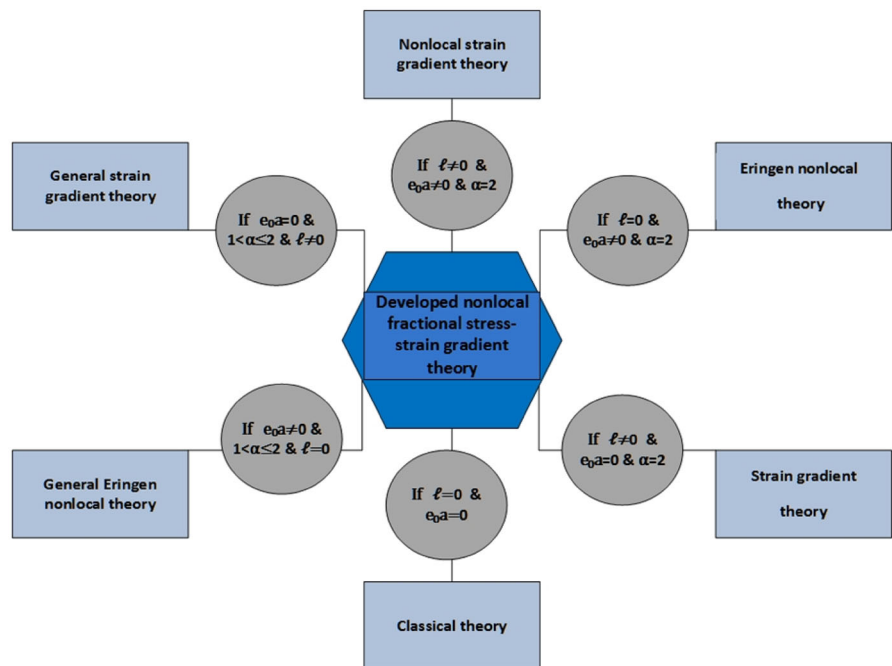 Nonlocal strain
gradient theory
If ℓ≠0 &
e₀a≠0 & α=2
General strain
gradient theory
If e₀a=0 &
1<α≤2 & ℓ≠0
Eringen nonlocal
theory
If ℓ=0 &
e₀a≠0 & α=2
Developed nonlocal
fractional stress-
strain gradient
theory
General Eringen
nonlocal theory
If e₀a≠0 &
1<α≤2 & ℓ=0
If ℓ≠0 &
e₀a=0 & α=2
Strain gradient
theory
If ℓ=0 &
e₀a=0
Classical theory